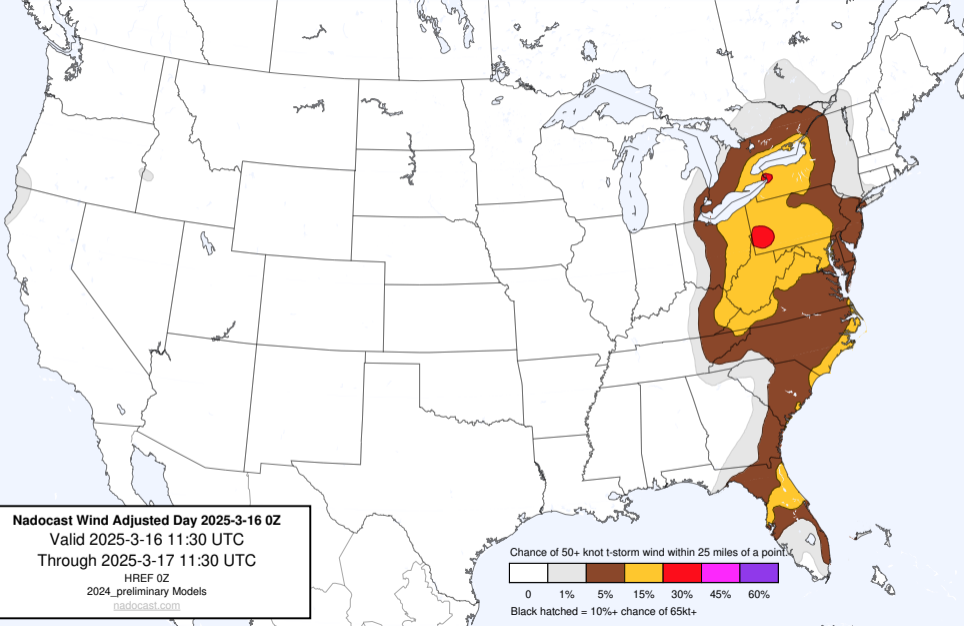 Nadocast Wind Adjusted Day 2025-3-16 0Z
Valid 2025-3-16 11:30 UTC
Through 2025-3-17 11:30 UTC
HREF 0Z
2024_preliminary Models
nadocast.com
Chance of 50+ knot t-storm wind within 25 miles of a point.
0 1% 5% 15% 30% 45% 60%
Black hatched = 10%+ chance of 65kt+